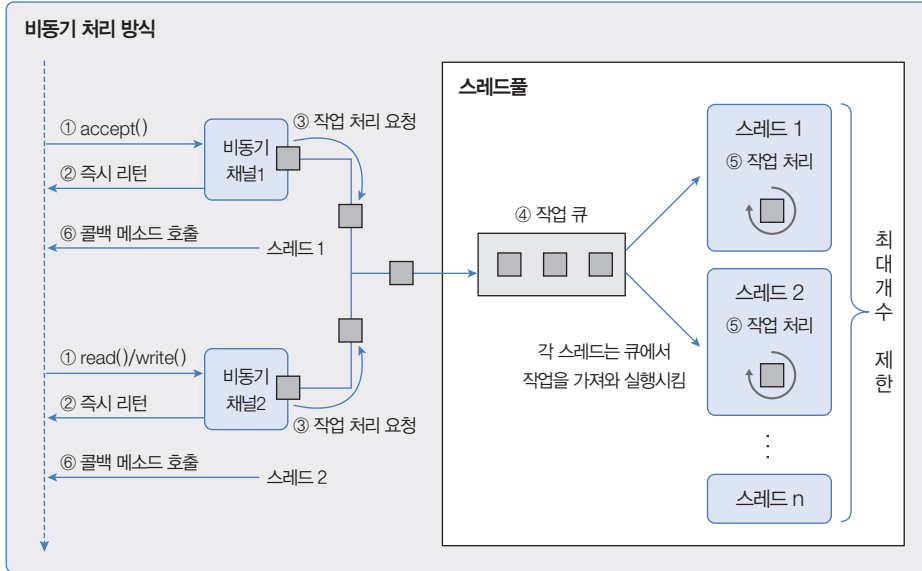 비동기 처리 방식
① accept()
② 즉시 리턴
비동기
채널1
③ 작업 처리 요청
⑥ 콜백 메소드 호출
스레드 1
① read()/write()
② 즉시 리턴
비동기
채널2
③ 작업 처리 요청
⑥ 콜백 메소드 호출
스레드 2
스레드풀
④ 작업 큐
각 스레드는 큐에서
작업을 가져와 실행시킴
스레드 1
⑤ 작업 처리
스레드 2
⑤ 작업 처리
⋮
스레드 n
최대개수 제한